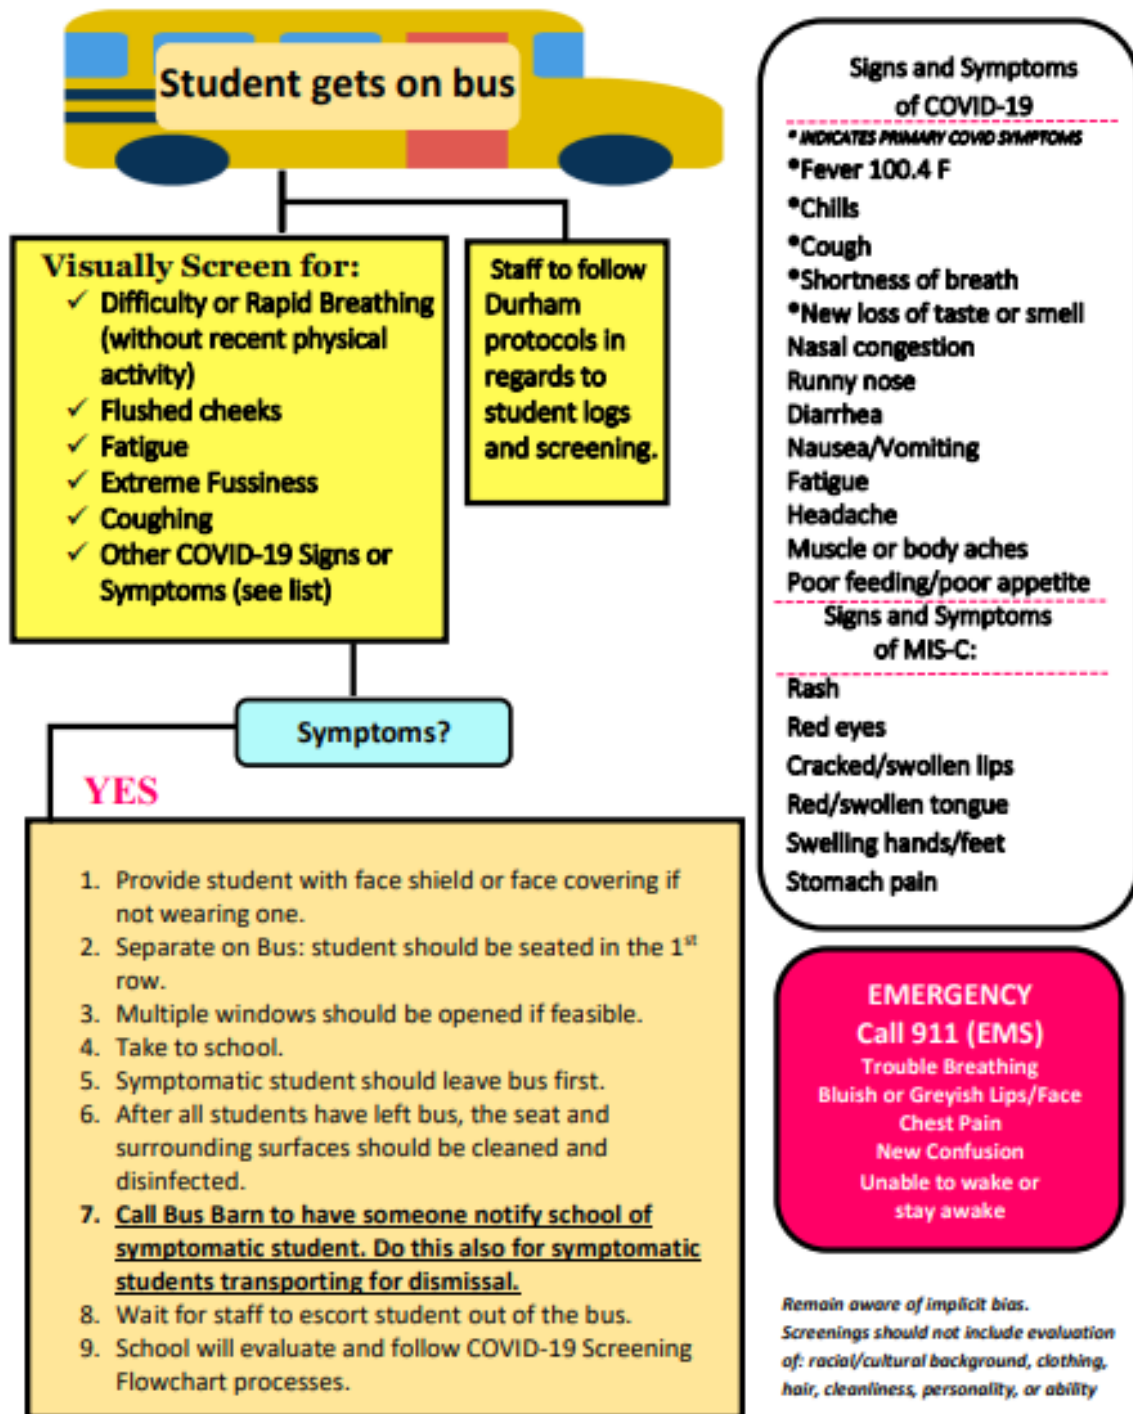 Student gets on bus
Visually Screen for:
✓ Difficulty or Rapid Breathing
(without recent physical
activity)
✓ Flushed cheeks
✓ Fatigue
✓ Extreme Fussiness
✓ Coughing
✓ Other COVID-19 Signs or
Symptoms (see list)
Staff to follow
Durham
protocols in
regards to
student logs
and screening.
Symptoms?
YES
1. Provide student with face shield or face covering if
not wearing one.
2. Separate on Bus: student should be seated in the 1st
row.
3. Multiple windows should be opened if feasible.
4. Take to school.
5. Symptomatic student should leave bus first.
6. After all students have left bus, the seat and
surrounding surfaces should be cleaned and
disinfected.
7. Call Bus Barn to have someone notify school of
symptomatic student. Do this also for symptomatic
students transporting for dismissal.
8. Wait for staff to escort student out of the bus.
9. School will evaluate and follow COVID-19 Screening
Flowchart processes.
Signs and Symptoms
of COVID-19
* INDICATES PRIMARY COVID SYMPTOMS
*Fever 100.4 F
*Chills
*Cough
*Shortness of breath
*New loss of taste or smell
Nasal congestion
Runny nose
Diarrhea
Nausea/Vomiting
Fatigue
Headache
Muscle or body aches
Poor feeding/poor appetite
Signs and Symptoms
of MIS-C:
Rash
Red eyes
Cracked/swollen lips
Red/swollen tongue
Swelling hands/feet
Stomach pain
EMERGENCY
Call 911 (EMS)
Trouble Breathing
Bluish or Greyish Lips/Face
Chest Pain
New Confusion
Unable to wake or
stay awake
Remain aware of implicit bias.
Screenings should not include evaluation
of: racial/cultural background, clothing,
hair, cleanliness, personality, or ability